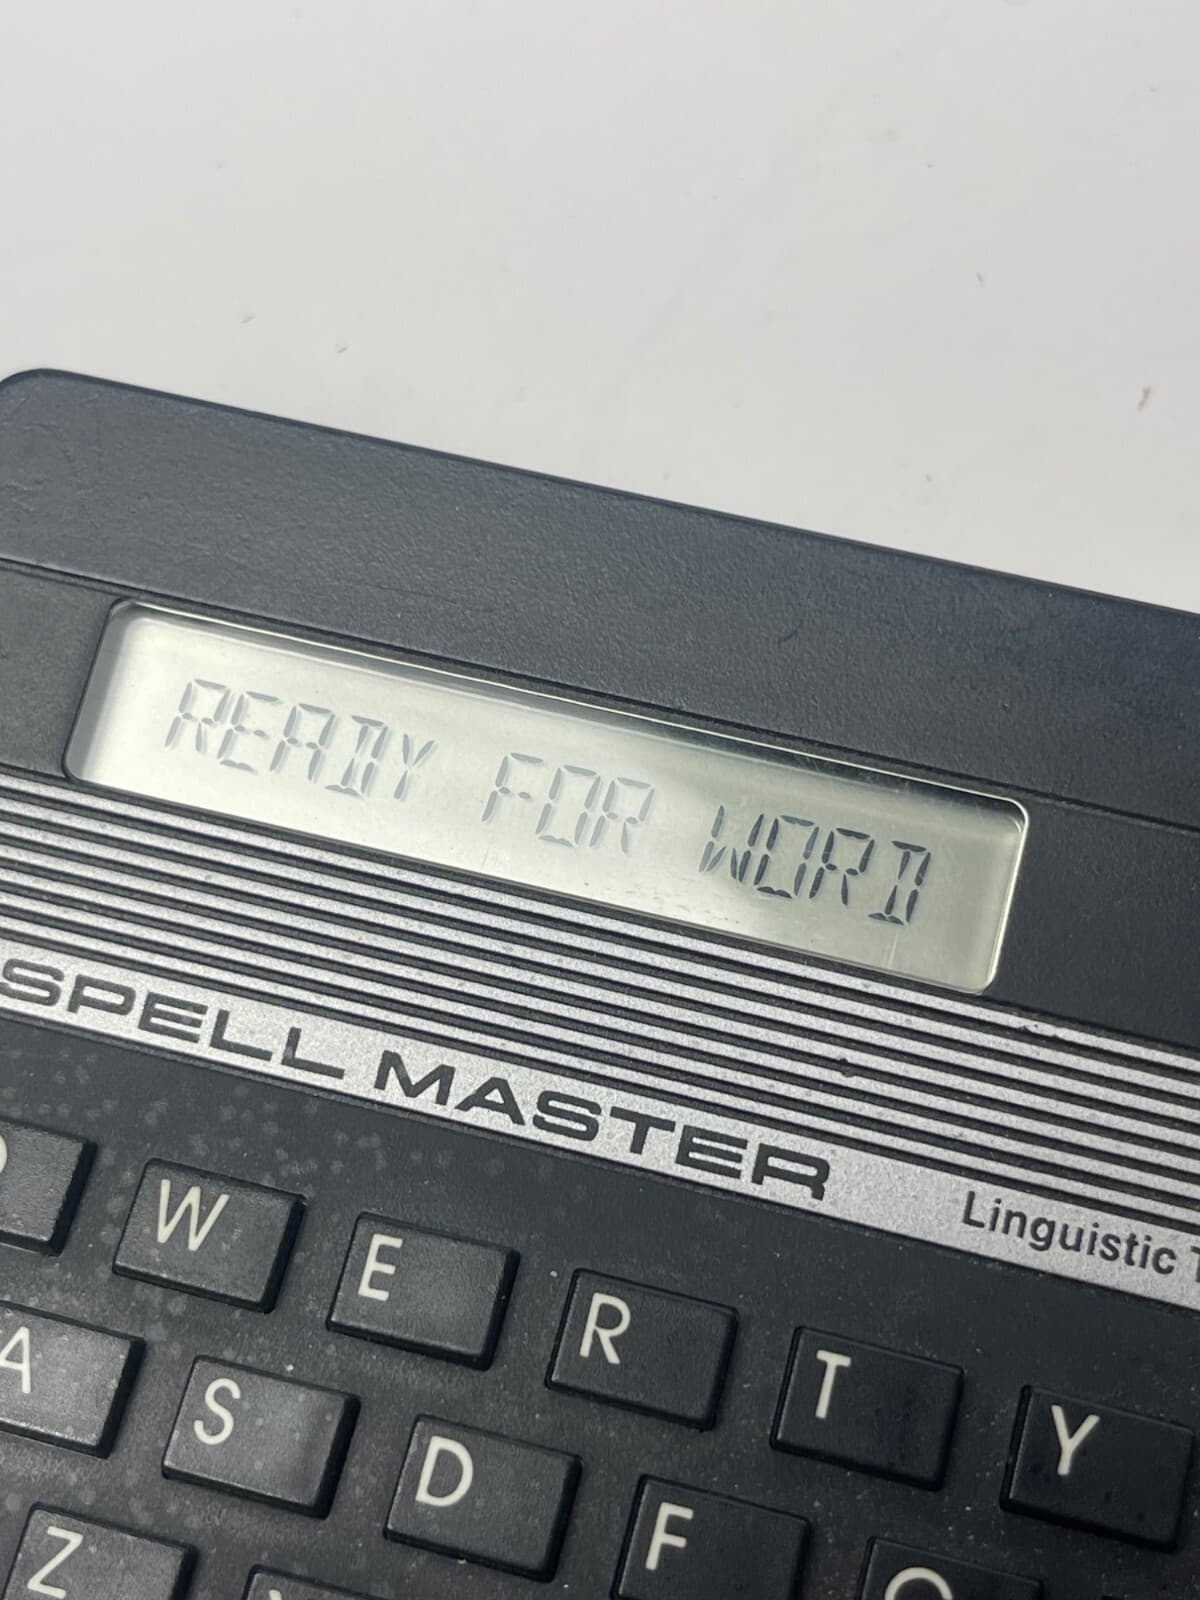 READY FOR WORD
SPELL MASTER
Linguistic
W E R T Y
A S D F
Z